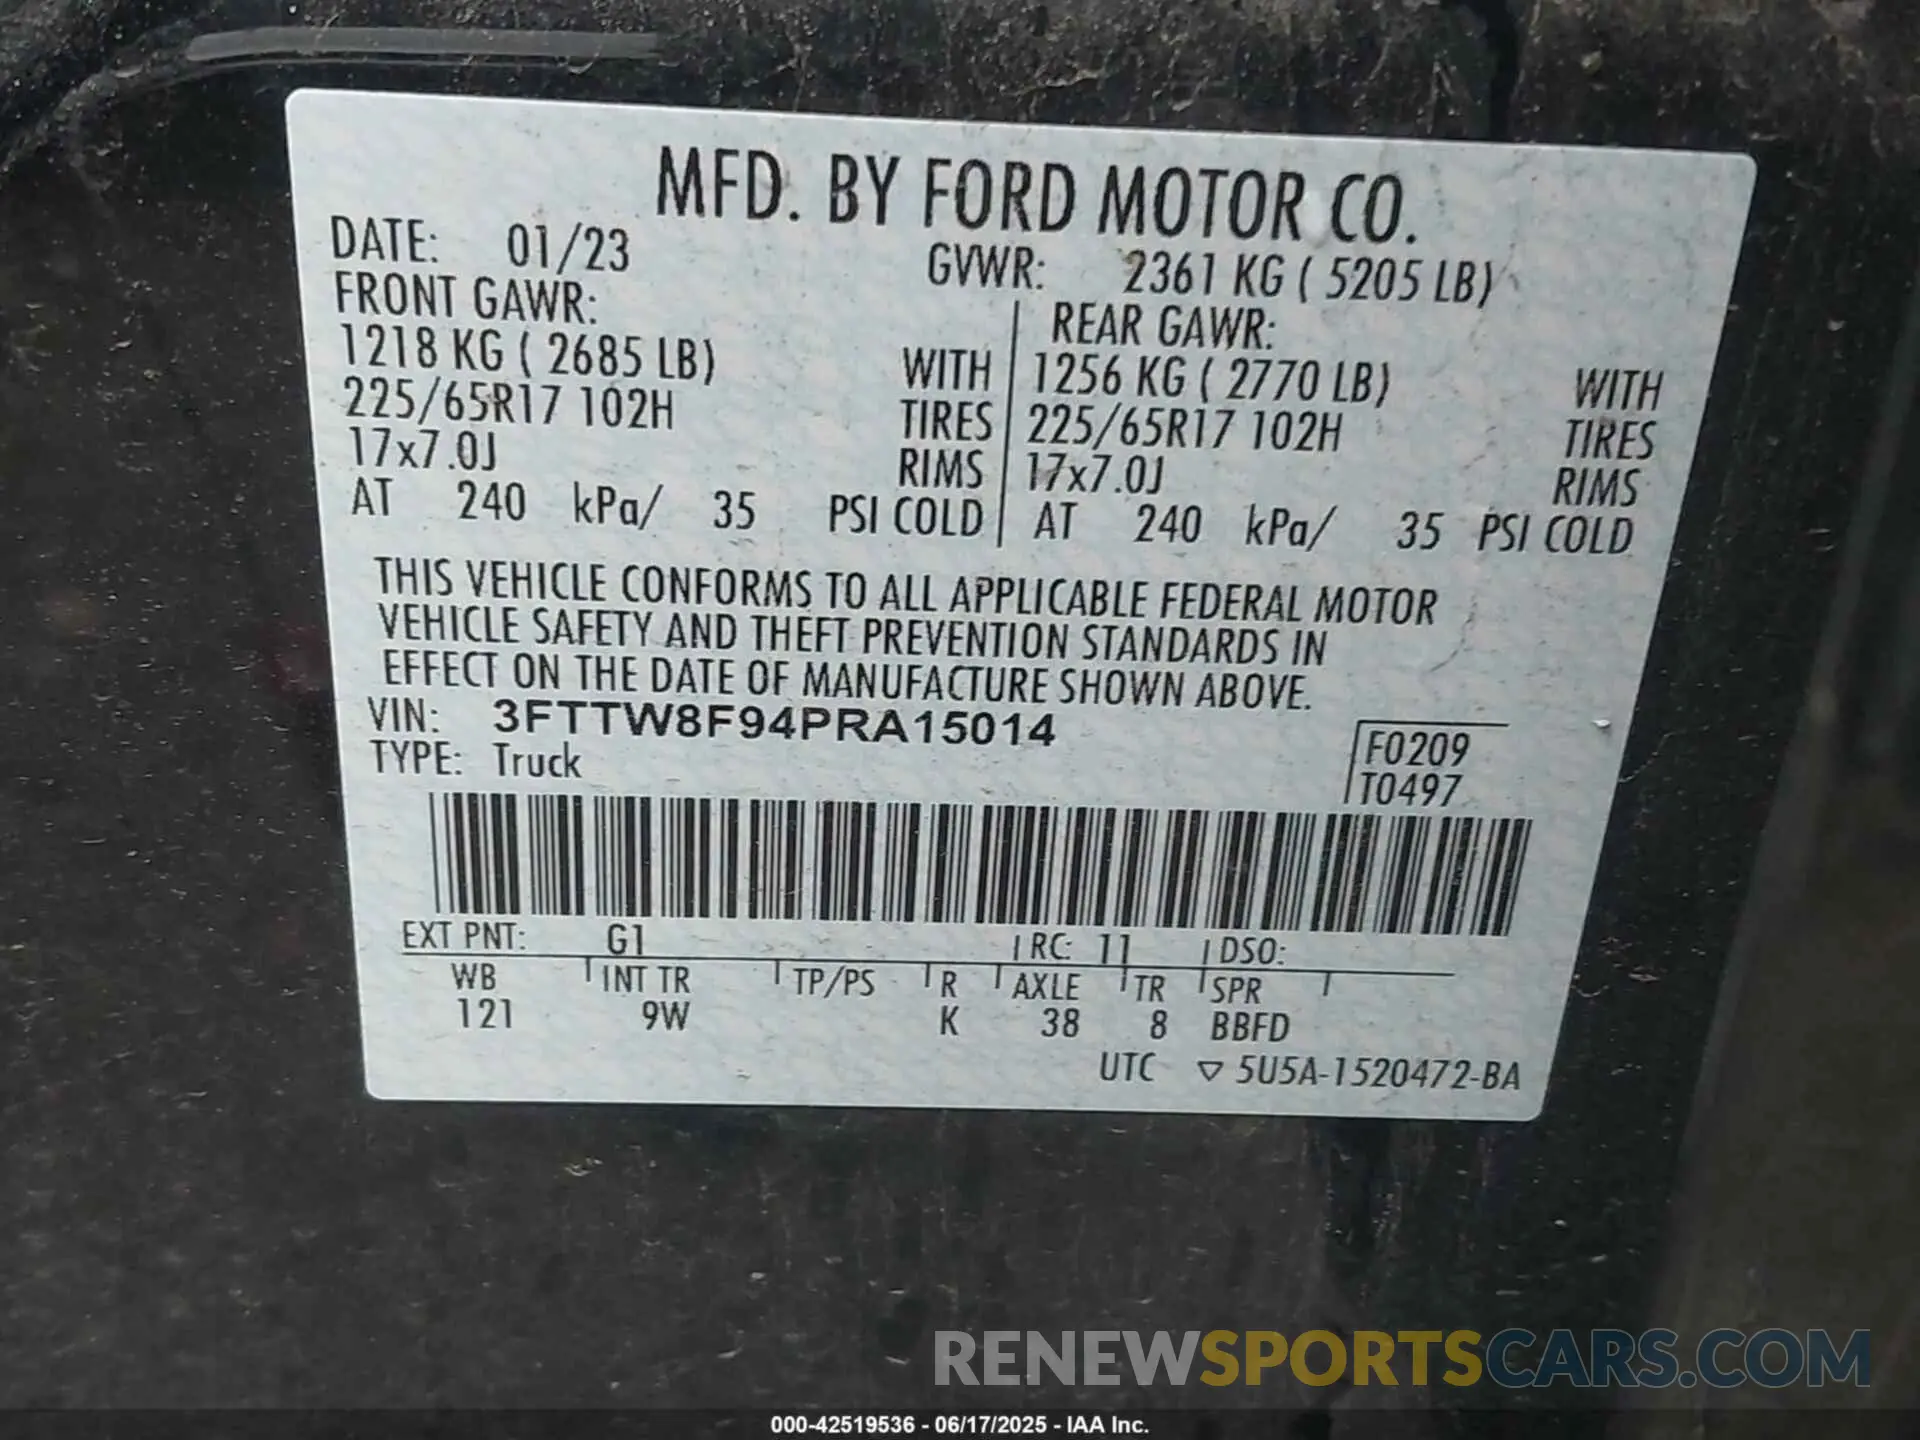 MFD. BY FORD MOTOR CO.
DATE: 01/23 GVWR: 2361 KG ( 5205 LB)
FRONT GAWR: REAR GAWR:
1218 KG ( 2685 LB) WITH 1256 KG ( 2770 LB) WITH
225/65R17 102H TIRES 225/65R17 102H TIRES
17x7.0J RIMS 17x7.0J RIMS
AT 240 kPa/ 35 PSI COLD AT 240 kPa/ 35 PSI COLD
THIS VEHICLE CONFORMS TO ALL APPLICABLE FEDERAL MOTOR
VEHICLE SAFETY AND THEFT PREVENTION STANDARDS IN
EFFECT ON THE DATE OF MANUFACTURE SHOWN ABOVE.
VIN: 3FTTW8F94PRA15014
TYPE: Truck
F0209
T0497
EXT PNT: G1 RC: 11 DSO:
WB INT TR TP/PS R AXLE TR SPR
121 9W K 38 8 BBFD
UTC ▽ 5U5A-1520472-BA
RENEWSPORTSCARS.COM
000-42519536 - 06/17/2025 - IAA Inc.